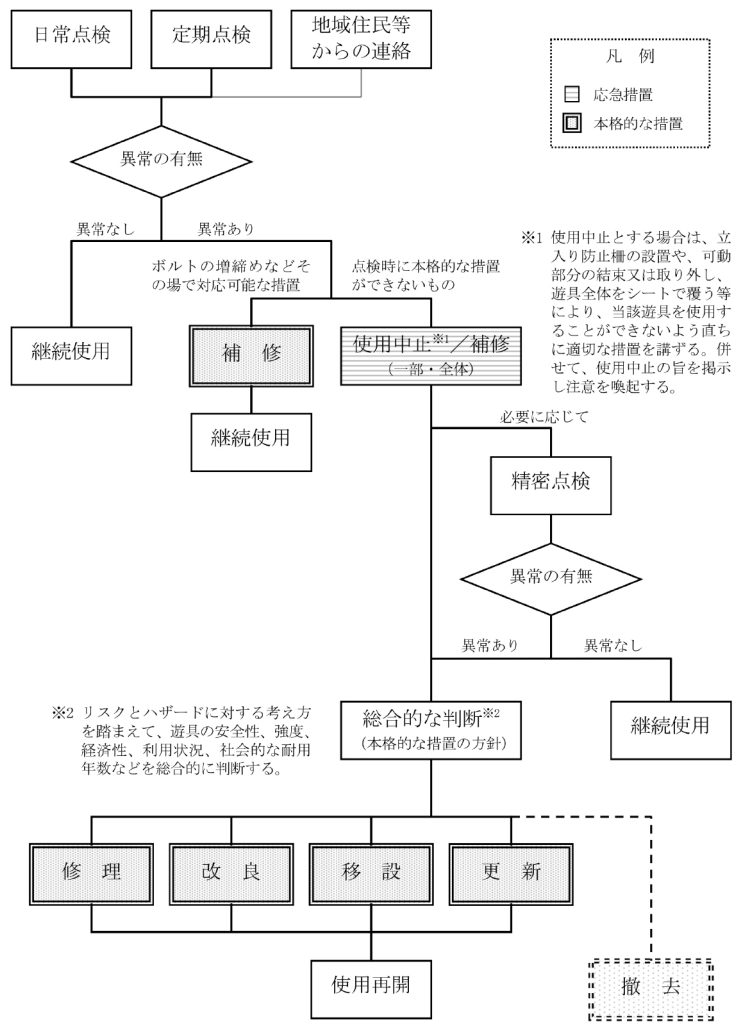 日常点検
定期点検
地域住民等
からの連絡
凡　例
応急措置
本格的な措置
異常の有無
異常なし
異常あり
ボルトの増締めなどそ
の場で対応可能な措置
点検時に本格的な措置
ができないもの
※1 使用中止とする場合は、立
入り防止柵の設置や、可動
部分の結束又は取り外し、
遊具全体をシートで覆う等
により、当該遊具を使用す
ることができないよう直ち
に適切な措置を講ずる。併
せて、使用中止の旨を掲示
し注意を喚起する。
継続使用
補　修
使用中止※1／補修
（一部・全体）
継続使用
必要に応じて
精密点検
異常の有無
異常あり
異常なし
※2 リスクとハザードに対する考え方
を踏まえて、遊具の安全性、強度、
経済性、利用状況、社会的な耐用
年数などを総合的に判断する。
総合的な判断※2
（本格的な措置の方針）
継続使用
修　理
改　良
移　設
更　新
使用再開
撤　去